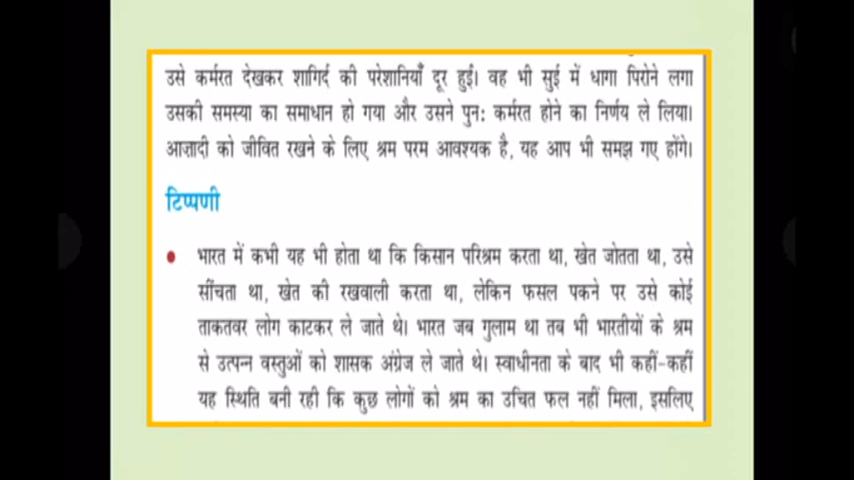 उसे कर्मरत देखकर शागिर्द की परेशानियाँ दूर हुईं। वह भी सुई में धागा पिरोने लगा
उसकी समस्या का समाधान हो गया और उसने पुनः कर्मरत होने का निर्णय ले लिया।
आज़ादी को जीवित रखने के लिए श्रम परम आवश्यक है, यह आप भी समझ गए होंगे।
टिप्पणी
● भारत में कभी यह भी होता था कि किसान परिश्रम करता था, खेत जोतता था, उसे
सींचता था, खेत की रखवाली करता था, लेकिन फसल पकने पर उसे कोई
ताकतवर लोग काटकर ले जाते थे। भारत जब गुलाम था तब भी भारतीयों के श्रम
से उत्पन्न वस्तुओं को शासक अंग्रेज ले जाते थे। स्वाधीनता के बाद भी कहीं-कहीं
यह स्थिति बनी रही कि कुछ लोगों को श्रम का उचित फल नहीं मिला, इसलिए